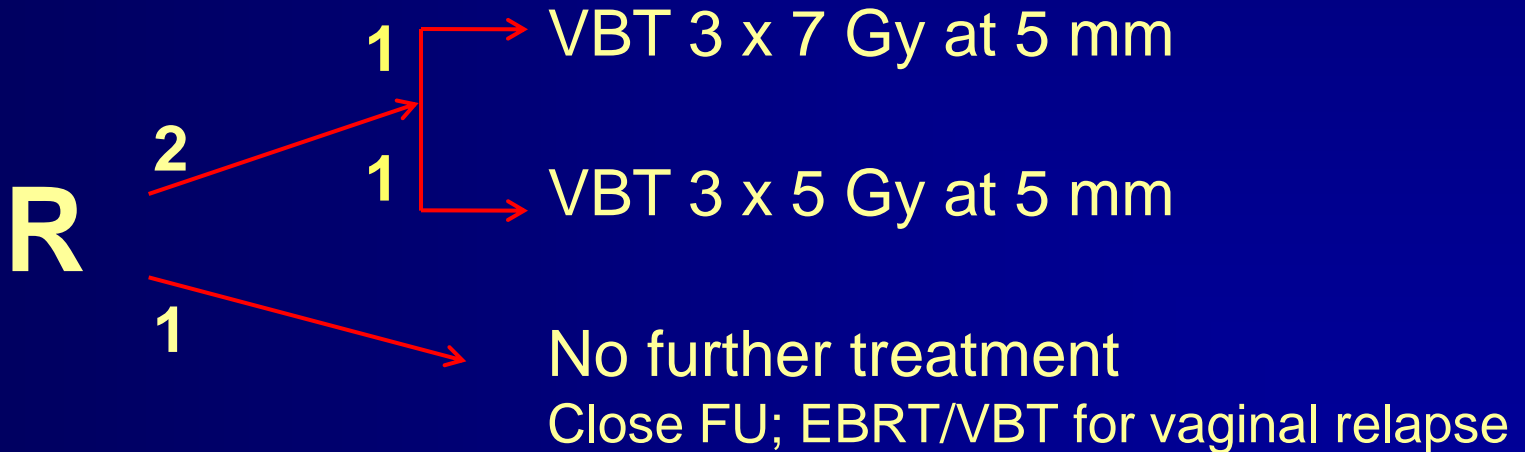 1
VBT 3 x 7 Gy at 5 mm
2
1
VBT 3 x 5 Gy at 5 mm
R
1
No further treatment
Close FU; EBRT/VBT for vaginal relapse